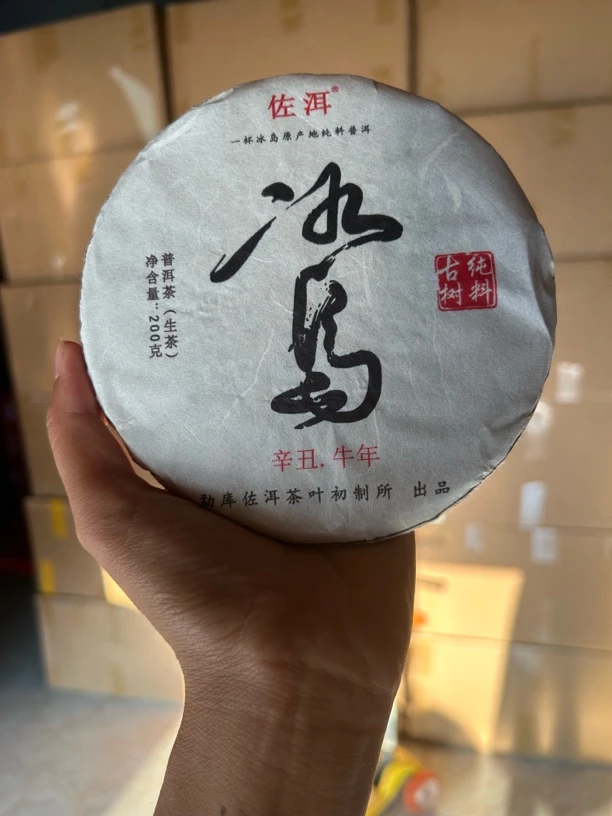 佐洱®
一杯冰岛原产地纯料普洱
冰岛
纯料
古树
普洱茶（生茶）
净含量：200克
辛丑.牛年
勐库佐洱茶叶初制所 出品